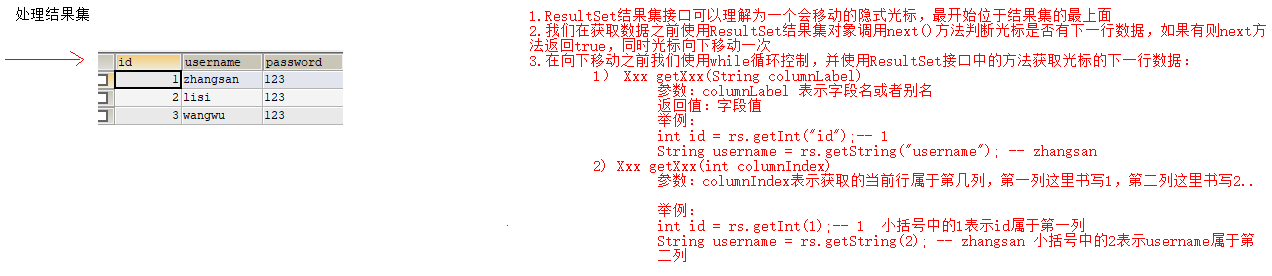 处理结果集
id username password
1 zhangsan 123
2 lisi 123
3 wangwu 123
1.ResultSet结果集接口可以理解为一个会移动的隐式光标，最开始位于结果集的最上面
2.我们在获取数据之前使用ResultSet结果集对象调用next()方法判断光标是否有下一行数据，如果有则next方
法返回true，同时光标向下移动一次
3.在向下移动之前我们使用while循环控制，并使用ResultSet接口中的方法获取光标的下一行数据：
1） Xxx getXxx(String columnLabel)
参数：columnLabel 表示字段名或者别名
返回值：字段值
举例：
int id = rs.getInt("id");-- 1
String username = rs.getString("username"); -- zhangsan
2）Xxx getXxx(int columnIndex)
参数：columnIndex表示获取的当前行属于第几列，第一列这里书写1，第二列这里书写2..
举例：
int id = rs.getInt(1);-- 1 小括号中的1表示id属于第一列
String username = rs.getString(2); -- zhangsan 小括号中的2表示username属于第
二列